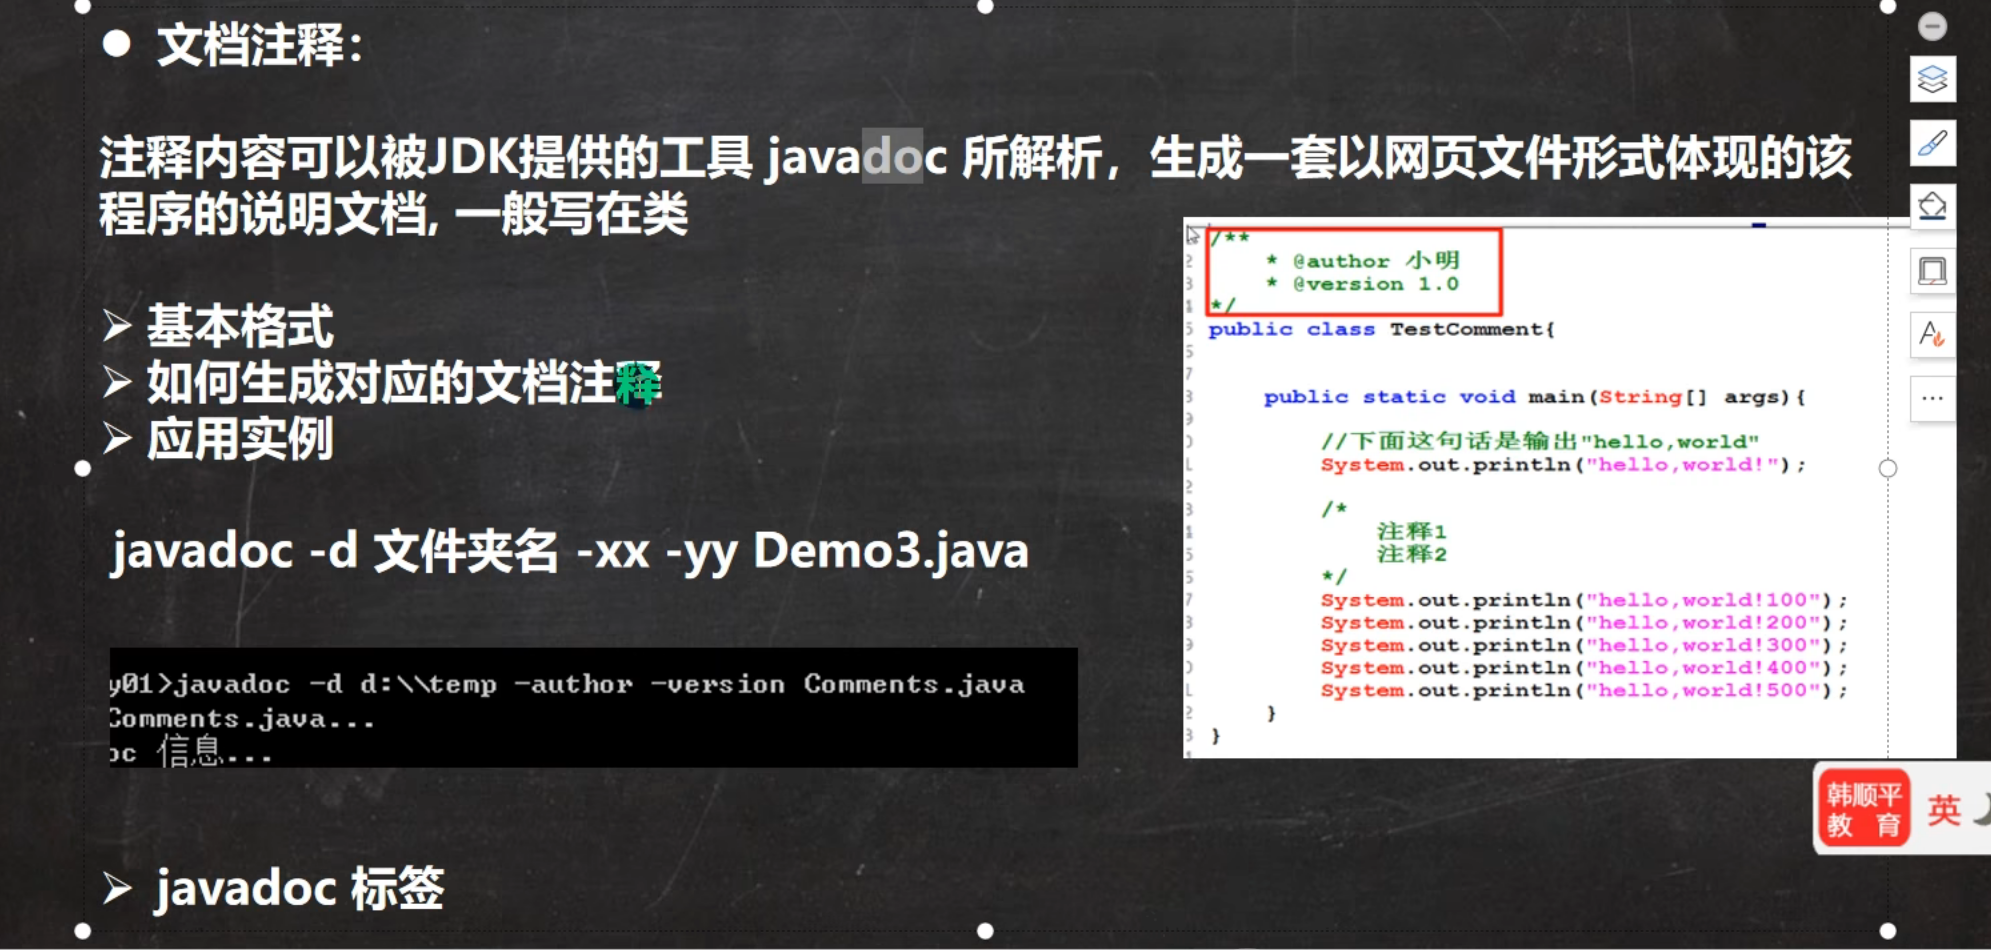 文档注释：
注释内容可以被JDK提供的工具 javadoc 所解析，生成一套以网页文件形式体现的该
程序的说明文档, 一般写在类
基本格式
如何生成对应的文档注释
应用实例
javadoc -d 文件夹名 -xx -yy Demo3.java
y01>javadoc -d d:\\temp -author -version Comments.java
Comments.java...
oc 信息...
javadoc 标签
/**
* @author 小明
* @version 1.0
*/
public class TestComment{
public static void main(String[] args){
//下面这句话是输出"hello,world"
System.out.println("hello,world!");
/*
注释1
注释2
*/
System.out.println("hello,world!100");
System.out.println("hello,world!200");
System.out.println("hello,world!300");
System.out.println("hello,world!400");
System.out.println("hello,world!500");
}
}
韩顺平
教 育
英